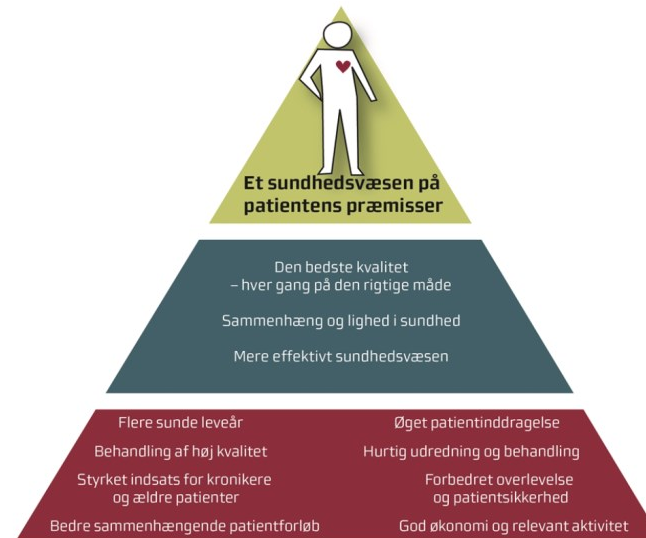 Et sundhedsvæsen på
patientens præmisser
Den bedste kvalitet
– hver gang på den rigtige måde
Sammenhæng og lighed i sundhed
Mere effektivt sundhedsvæsen
Flere sunde leveår
Behandling af høj kvalitet
Styrket indsats for kronikere
og ældre patienter
Bedre sammenhængende patientforløb
Øget patientinddragelse
Hurtig udredning og behandling
Forbedret overlevelse
og patientsikkerhed
God økonomi og relevant aktivitet